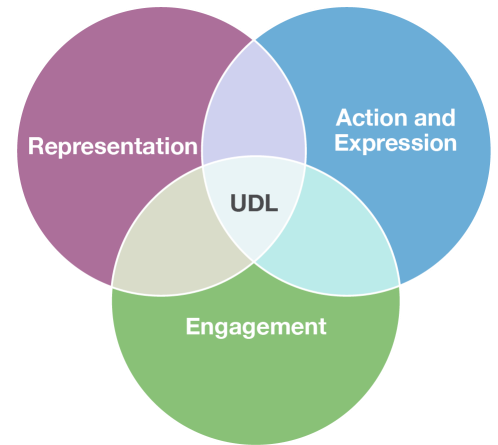 Representation
Action and
Expression
UDL
Engagement